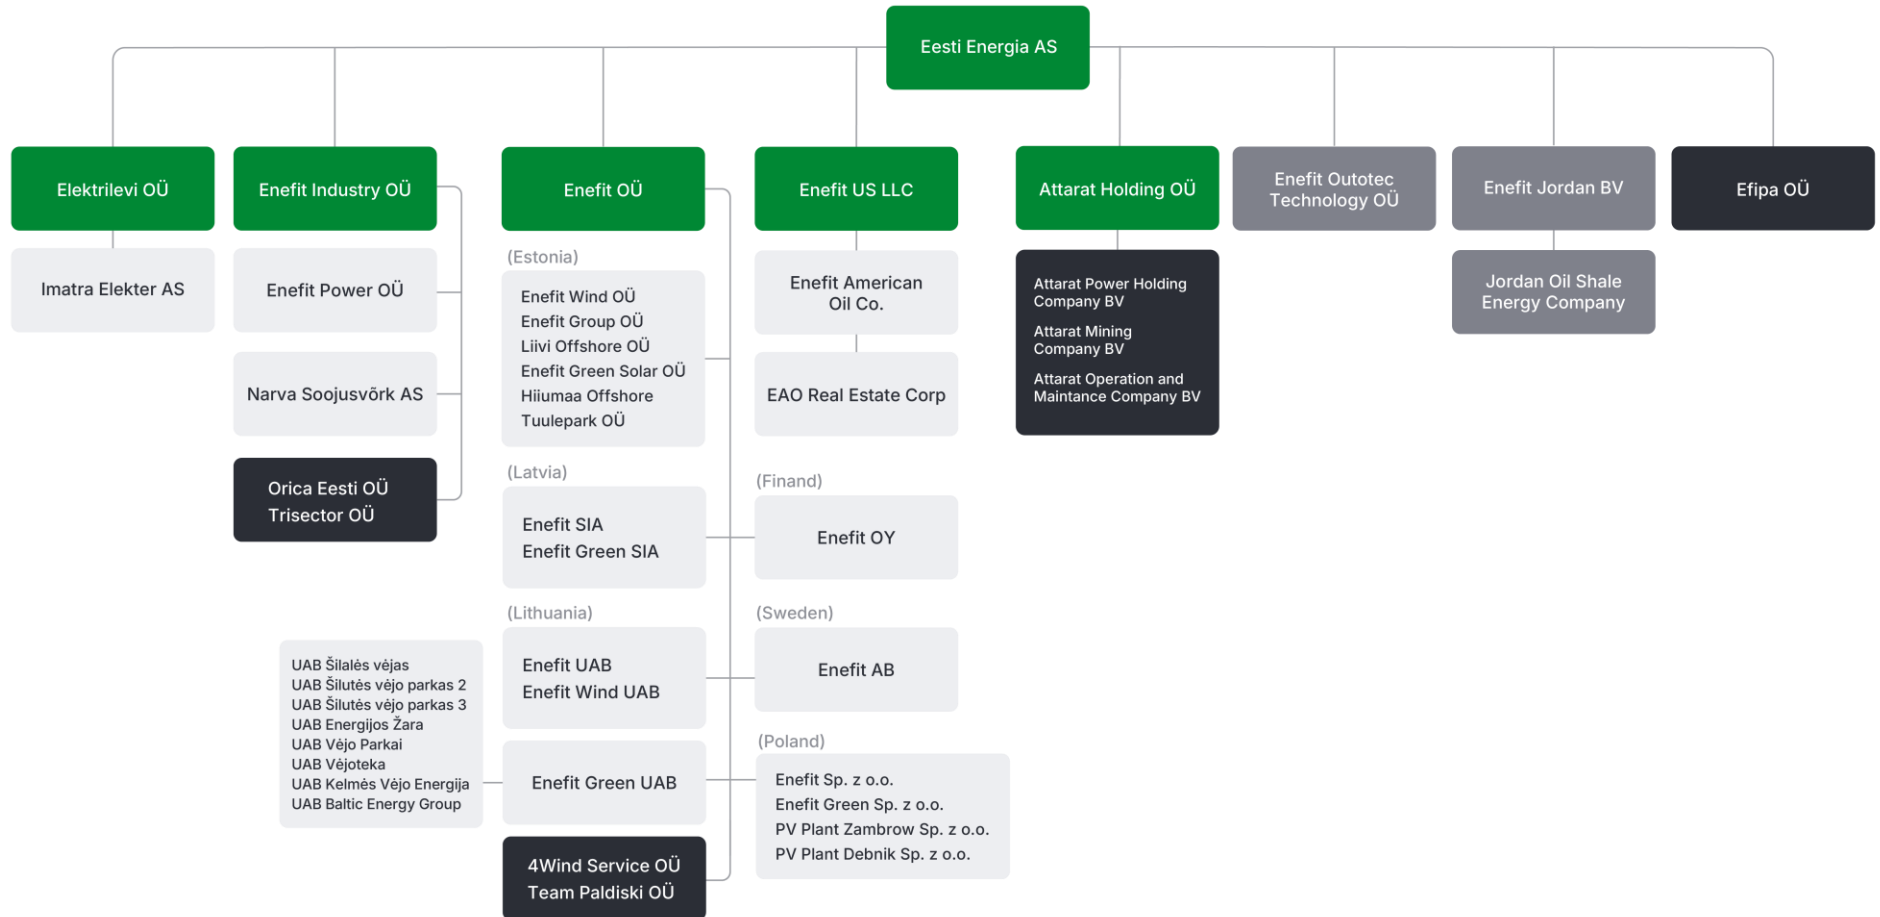 Eesti Energia AS
Elektrilevi OÜ
Imatra Elekter AS
Enefit Industry OÜ
Enefit Power OÜ
Narva Soojusvõrk AS
Orica Eesti OÜ
Trisector OÜ
Enefit OÜ
(Estonia)
Enefit Wind OÜ
Enefit Group OÜ
Liivi Offshore OÜ
Enefit Green Solar OÜ
Hiiumaa Offshore
Tuulepark OÜ
(Latvia)
Enefit SIA
Enefit Green SIA
(Lithuania)
Enefit UAB
Enefit Wind UAB
Enefit Green UAB
UAB Šilalės vėjas
UAB Šilutės vėjo parkas 2
UAB Šilutės vėjo parkas 3
UAB Energijos Žara
UAB Vėjo Parkai
UAB Vėjoteka
UAB Kelmės Vėjo Energija
UAB Baltic Energy Group
4Wind Service OÜ
Team Paldiski OÜ
(Finand)
Enefit OY
(Sweden)
Enefit AB
(Poland)
Enefit Sp. z o.o.
Enefit Green Sp. z o.o.
PV Plant Zambrow Sp. z o.o.
PV Plant Debnik Sp. z o.o.
Enefit US LLC
Enefit American
Oil Co.
EAO Real Estate Corp
Attarat Holding OÜ
Attarat Power Holding
Company BV
Attarat Mining
Company BV
Attarat Operation and
Maintance Company BV
Enefit Outotec
Technology OÜ
Enefit Jordan BV
Jordan Oil Shale
Energy Company
Efipa OÜ